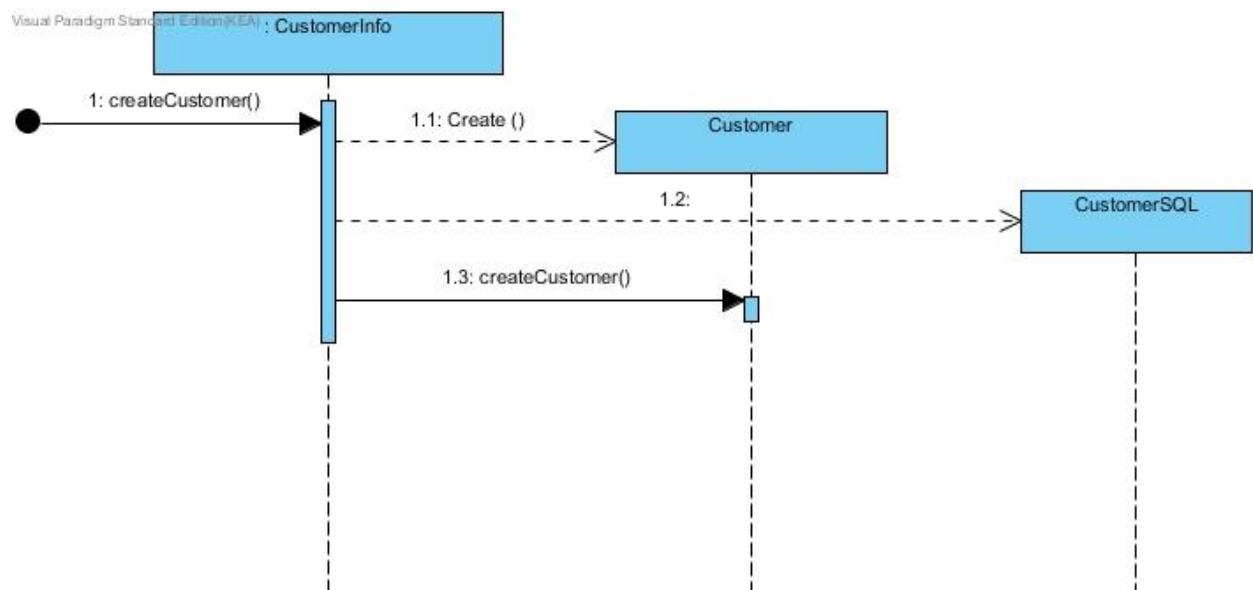 Visual Paradigm Standard Edition(KEA)
: CustomerInfo
1: createCustomer()
1.1: Create ()
Customer
1.2:
CustomerSQL
1.3: createCustomer()